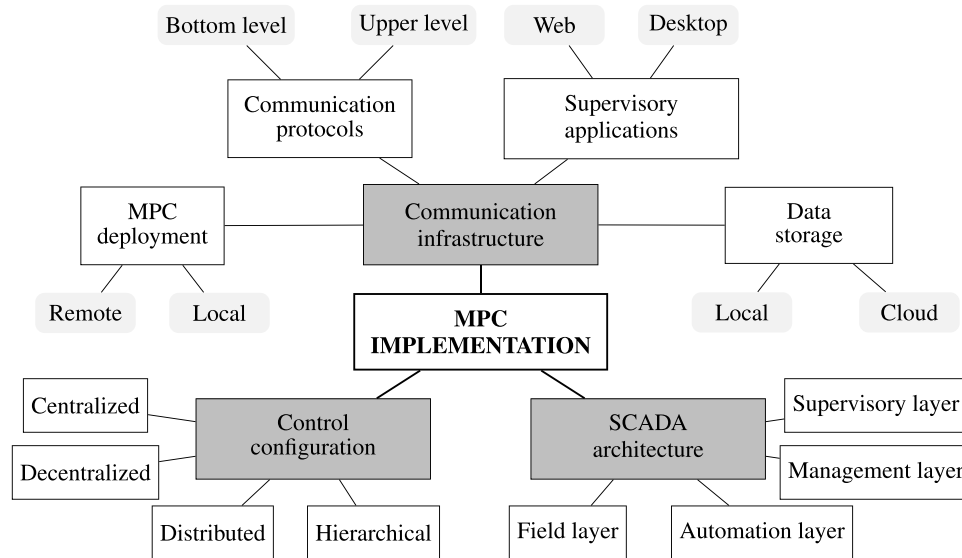 Bottom level
Upper level
Web
Desktop
Communication
protocols
Supervisory
applications
MPC
deployment
Communication
infrastructure
Data
storage
Remote
Local
Local
Cloud
MPC
IMPLEMENTATION
Centralized
Control
configuration
SCADA
architecture
Supervisory layer
Decentralized
Management layer
Distributed
Hierarchical
Field layer
Automation layer